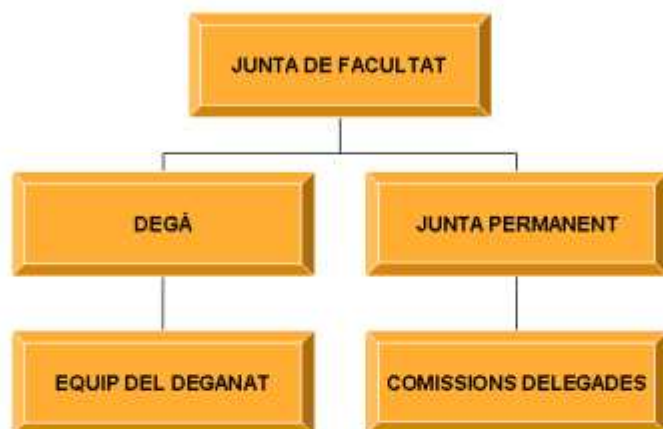 JUNTA DE FACULTAT
DEGÀ
JUNTA PERMANENT
EQUIP DEL DEGANAT
COMISSIONS DELEGADES